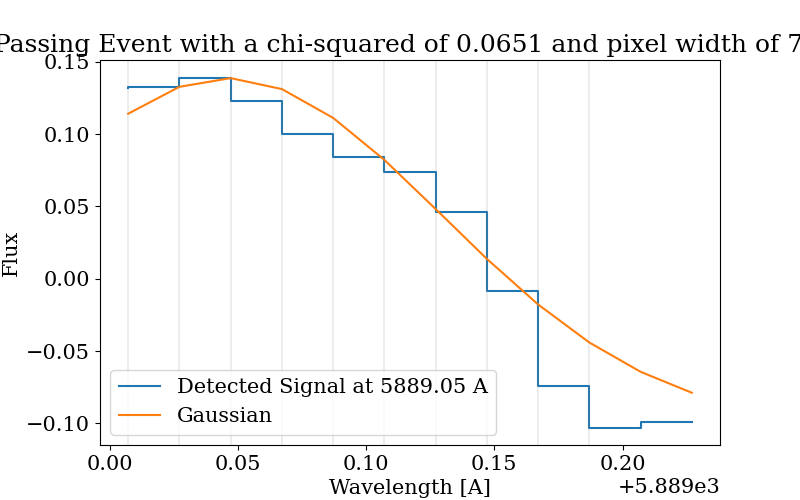 Passing Event with a chi-squared of 0.0651 and pixel width of 7
0.15
0.10
0.05
0.00
−0.05
−0.10
Flux
Detected Signal at 5889.05 A
Gaussian
0.00 0.05 0.10 0.15 0.20
+5.889e3
Wavelength [A]